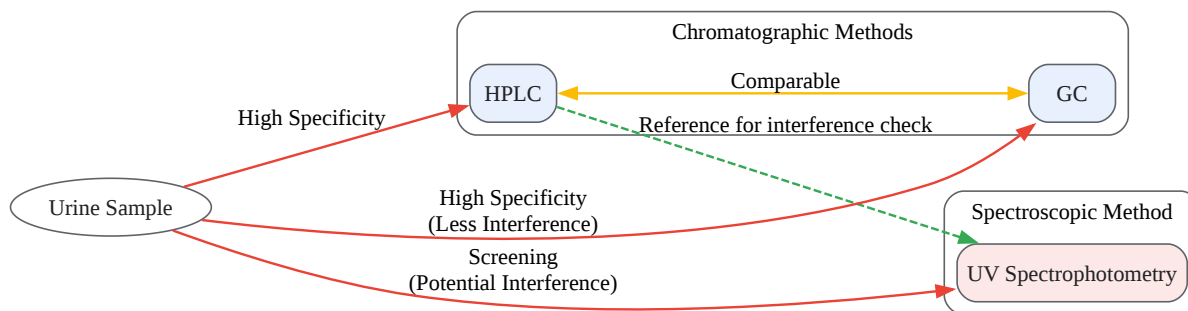 Chromatographic Methods
HPLC
Comparable
GC
High Specificity
Reference for interference check
Urine Sample
High Specificity
(Less Interference)
Spectroscopic Method
Screening
(Potential Interference)
UV Spectrophotometry